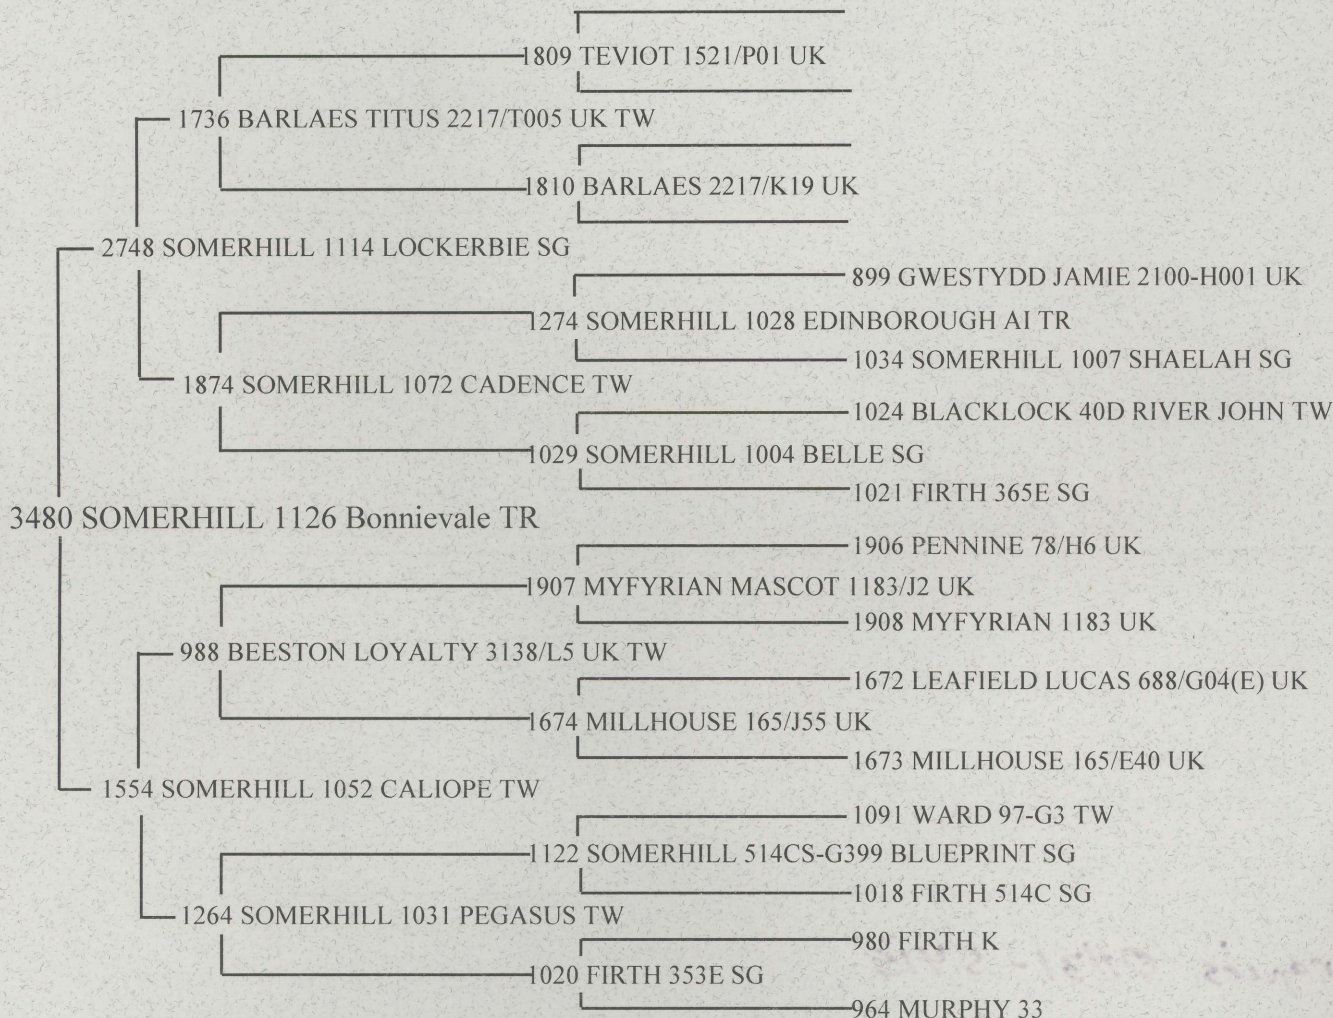 1809 TEVIOT 1521/P01 UK
1736 BARLAES TITUS 2217/T005 UK TW
1810 BARLAES 2217/K19 UK
2748 SOMERHILL 1114 LOCKERBIE SG
899 GWESTYDD JAMIE 2100-H001 UK
1274 SOMERHILL 1028 EDINBOROUGH AI TR
1034 SOMERHILL 1007 SHAELAH SG
1874 SOMERHILL 1072 CADENCE TW
1024 BLACKLOCK 40D RIVER JOHN TW
1029 SOMERHILL 1004 BELLE SG
1021 FIRTH 365E SG
3480 SOMERHILL 1126 Bonnievale TR
1906 PENNINE 78/H6 UK
1907 MYFYRIAN MASCOT 1183/J2 UK
1908 MYFYRIAN 1183 UK
988 BEESTON LOYALTY 3138/L5 UK TW
1672 LEAFIELD LUCAS 688/G04(E) UK
1674 MILLHOUSE 165/J55 UK
1673 MILLHOUSE 165/E40 UK
1554 SOMERHILL 1052 CALIOPE TW
1091 WARD 97-G3 TW
1122 SOMERHILL 514CS-G399 BLUEPRINT SG
1018 FIRTH 514C SG
1264 SOMERHILL 1031 PEGASUS TW
980 FIRTH K
1020 FIRTH 353E SG
964 MURPHY 33